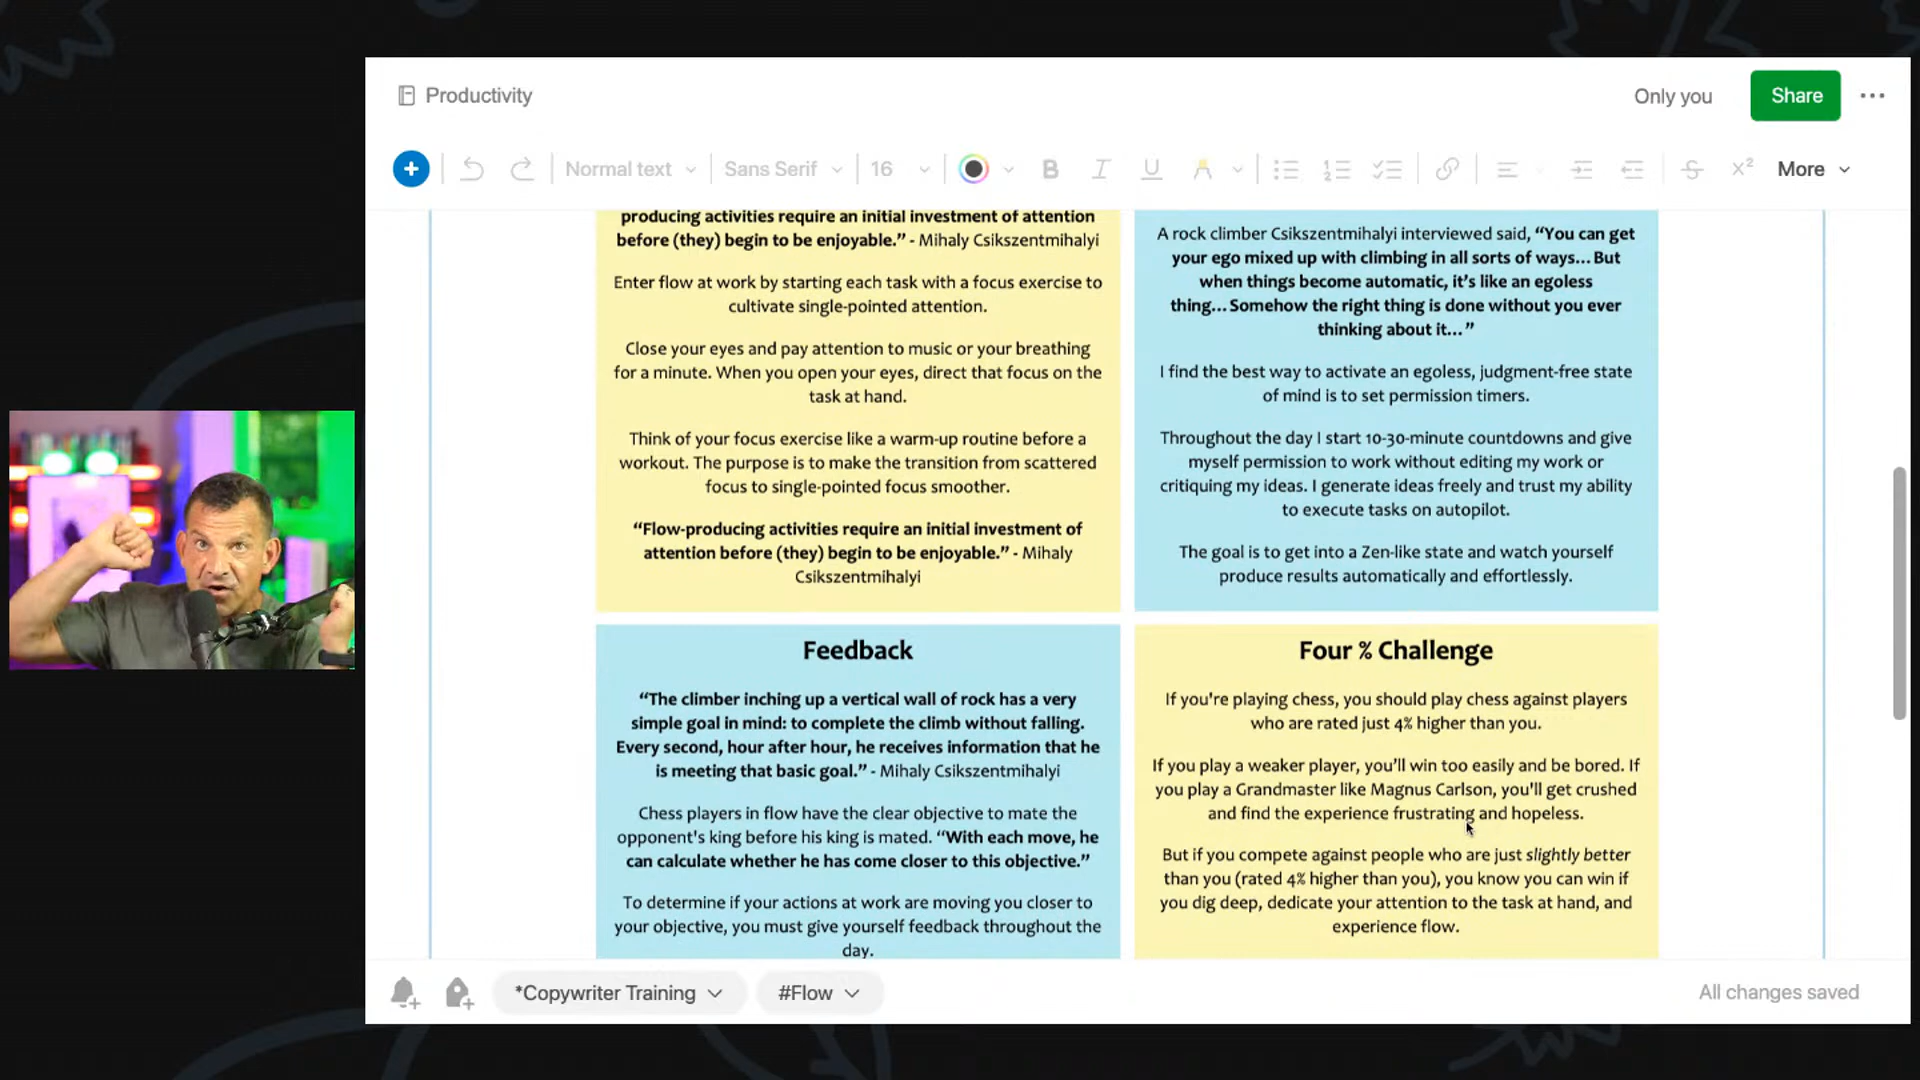 Productivity
Only you
Share
Normal text
Sans Serif
16
B
I
U
X²
More
producing activities require an initial investment of attention
before (they) begin to be enjoyable.” - Mihaly Csikszentmihalyi
Enter flow at work by starting each task with a focus exercise to
cultivate single-pointed attention.
Close your eyes and pay attention to music or your breathing
for a minute. When you open your eyes, direct that focus on the
task at hand.
Think of your focus exercise like a warm-up routine before a
workout. The purpose is to make the transition from scattered
focus to single-pointed focus smoother.
“Flow-producing activities require an initial investment of
attention before (they) begin to be enjoyable.” - Mihaly
Csikszentmihalyi
A rock climber Csikszentmihalyi interviewed said, “You can get
your ego mixed up with climbing in all sorts of ways...But
when things become automatic, it’s like an egoless
thing...Somehow the right thing is done without you ever
thinking about it...”
I find the best way to activate an egoless, judgment-free state
of mind is to set permission timers.
Throughout the day I start 10-30-minute countdowns and give
myself permission to work without editing my work or
critiquing my ideas. I generate ideas freely and trust my ability
to execute tasks on autopilot.
The goal is to get into a Zen-like state and watch yourself
produce results automatically and effortlessly.
Feedback
“The climber inching up a vertical wall of rock has a very
simple goal in mind: to complete the climb without falling.
Every second, hour after hour, he receives information that he
is meeting that basic goal.” - Mihaly Csikszentmihalyi
Chess players in flow have the clear objective to mate the
opponent's king before his king is mated. “With each move, he
can calculate whether he has come closer to this objective.”
To determine if your actions at work are moving you closer to
your objective, you must give yourself feedback throughout the
day.
Four % Challenge
If you're playing chess, you should play chess against players
who are rated just 4% higher than you.
If you play a weaker player, you’ll win too easily and be bored. If
you play a Grandmaster like Magnus Carlson, you'll get crushed
and find the experience frustrating and hopeless.
But if you compete against people who are just slightly better
than you (rated 4% higher than you), you know you can win if
you dig deep, dedicate your attention to the task at hand, and
experience flow.
*Copywriter Training
#Flow
All changes saved